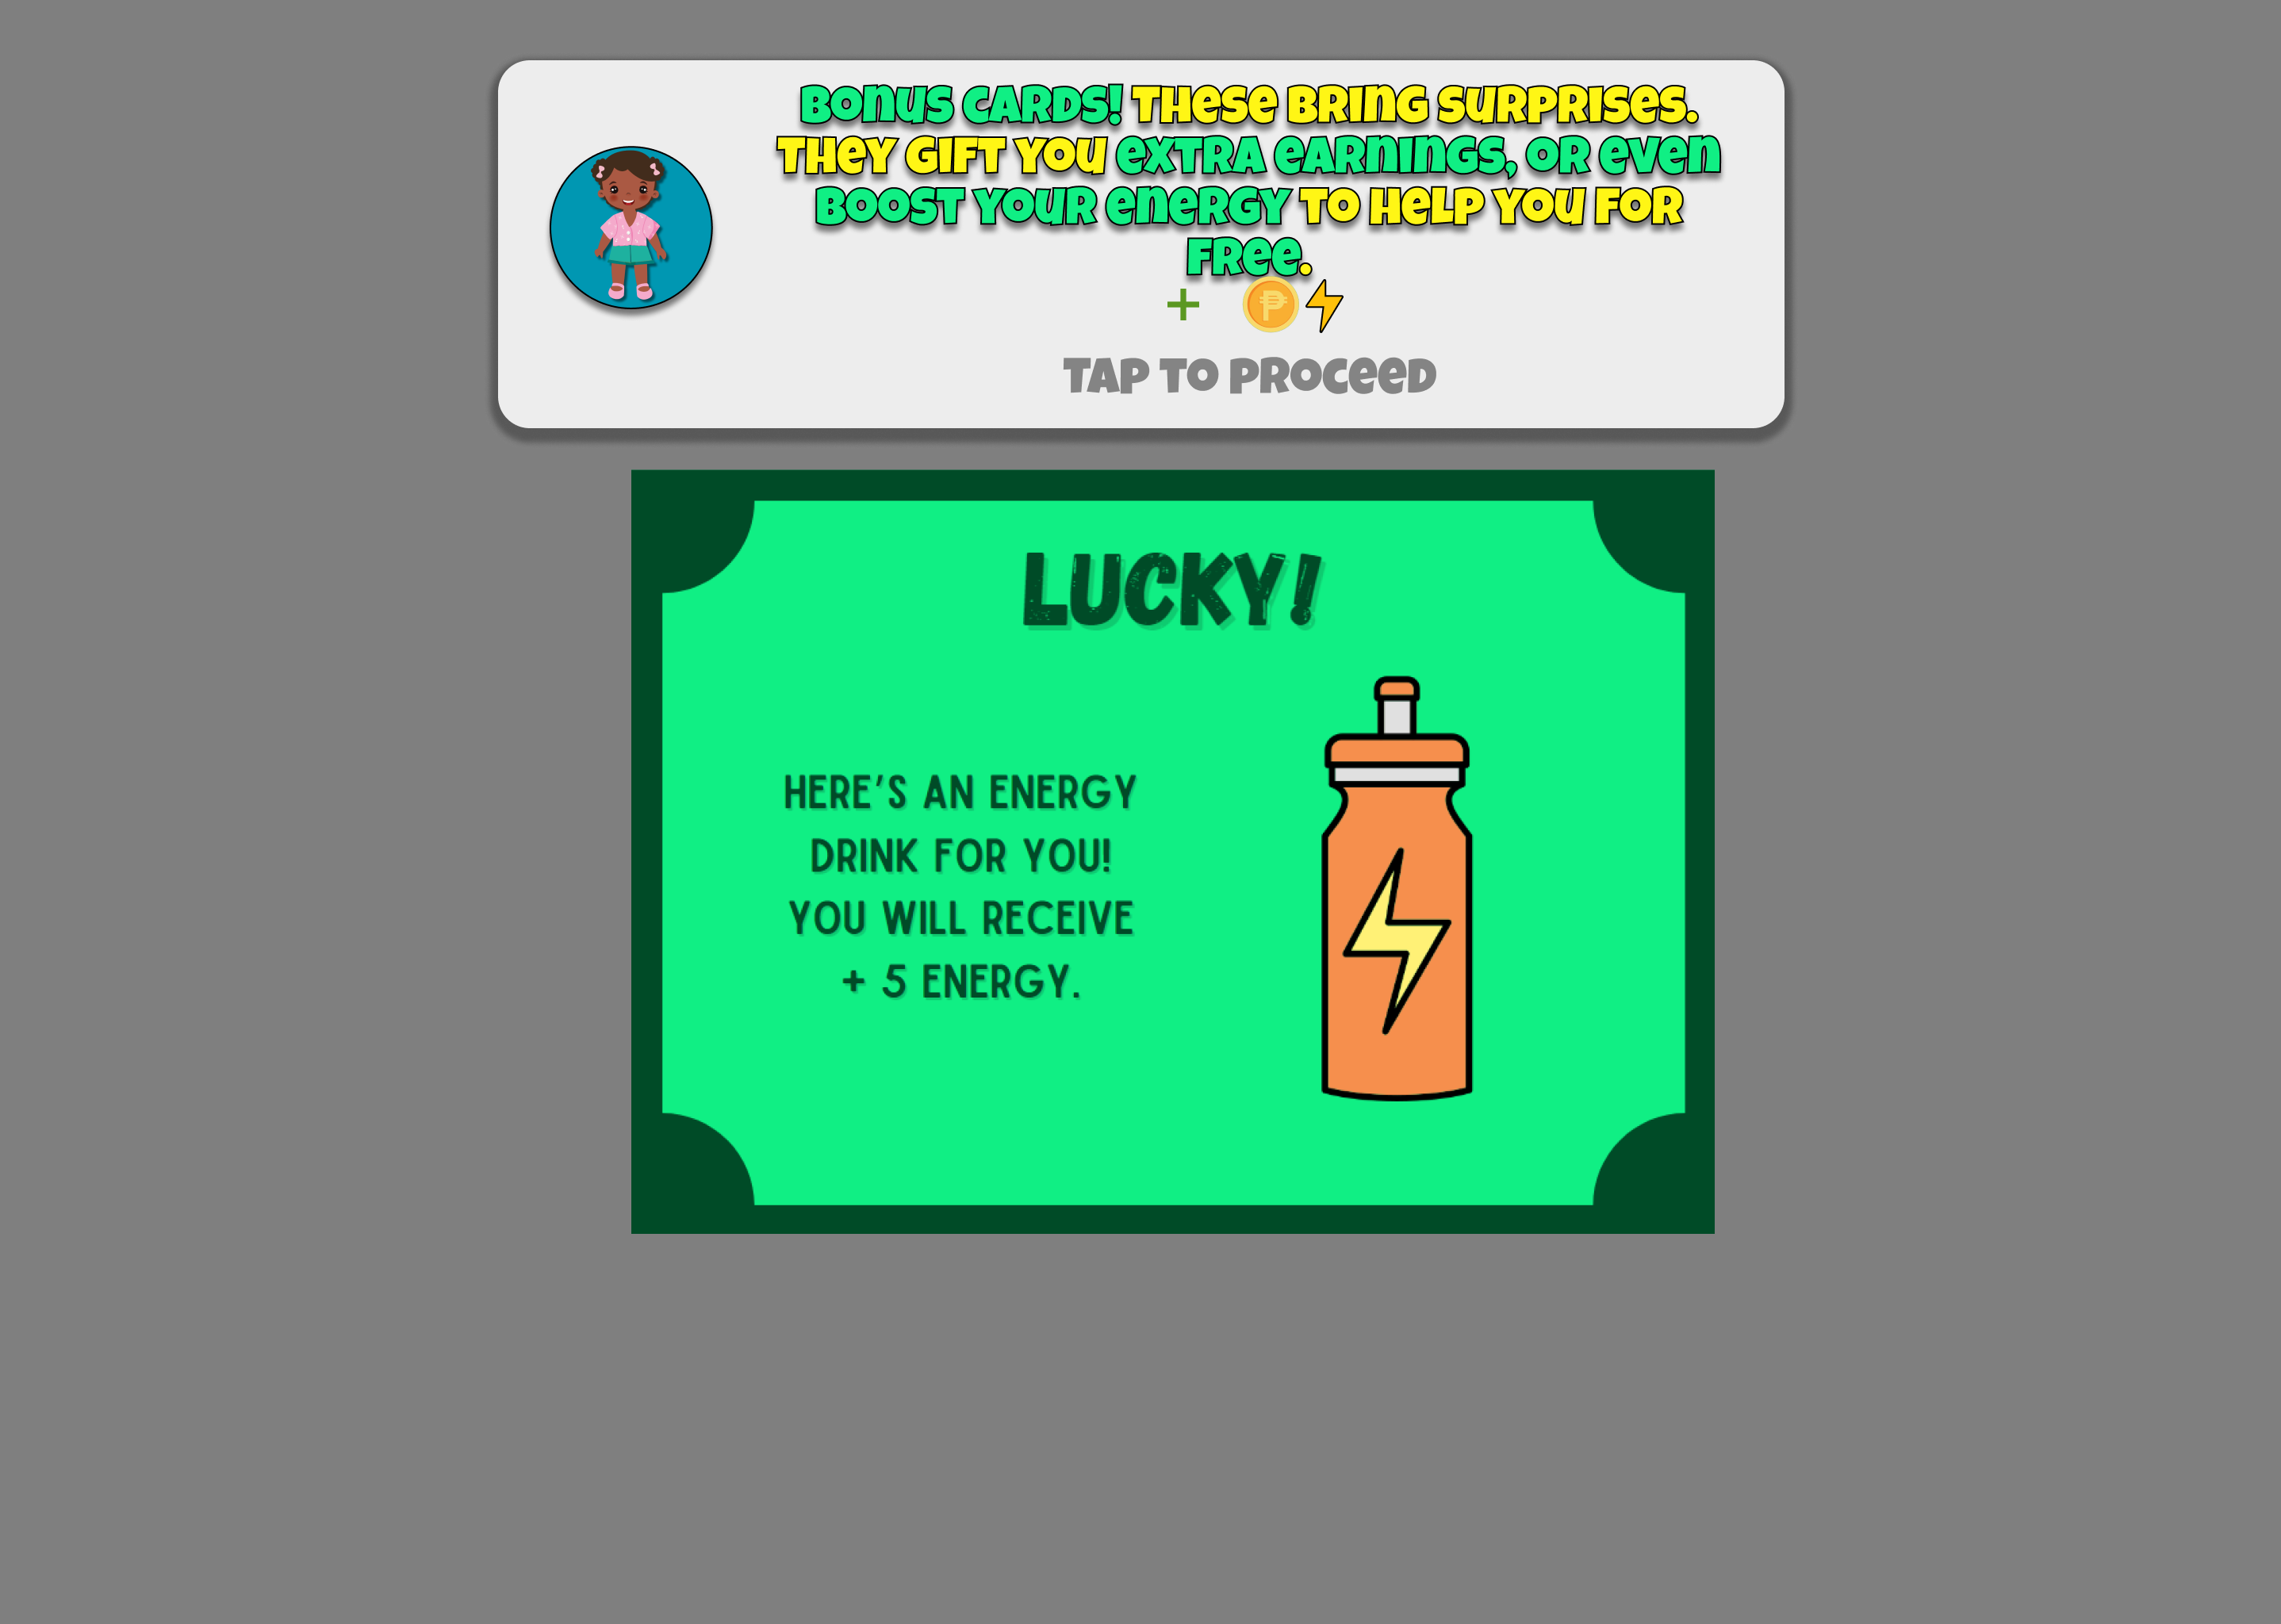 BONUS CARDS! THESE BRING SURPRISES.
THEY GIFT YOU EXTRA EARNINGS, OR EVEN
BOOST YOUR ENERGY TO HELP YOU FOR
FREE.
+ ₱
TAP TO PROCEED
LUCKY!
HERE'S AN ENERGY
DRINK FOR YOU!
YOU WILL RECEIVE
+ 5 ENERGY.